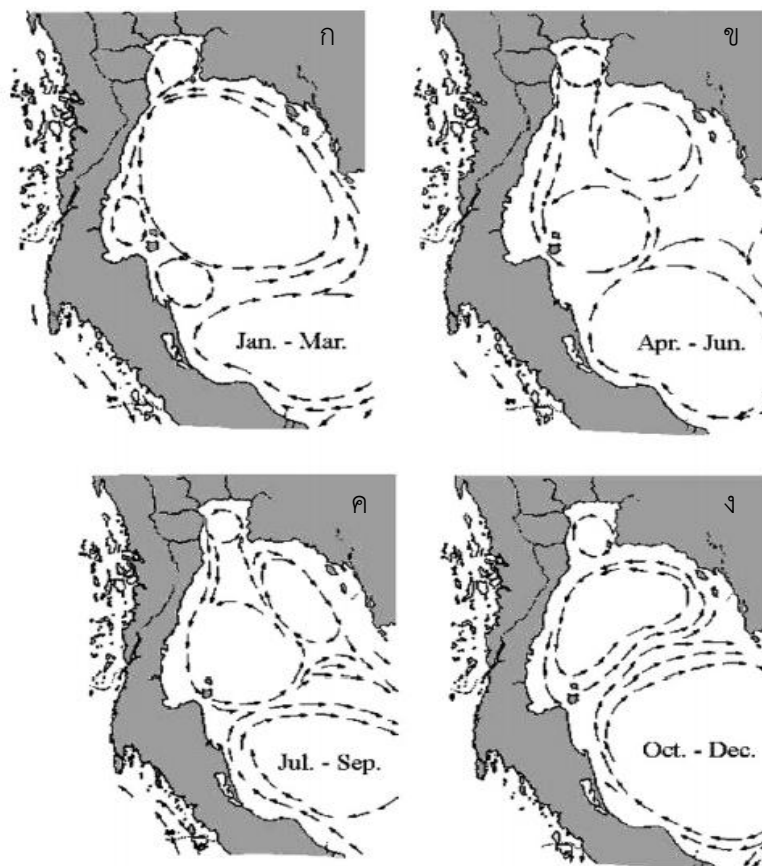 ก
Jan. - Mar.
ข
Apr. - Jun.
ค
Jul. - Sep.
ง
Oct. - Dec.